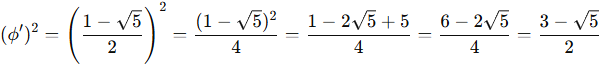 (ϕ′)² = ((1 − √5)/2)² = (1 − √5)²/4 = (1 − 2√5 + 5)/4 = (6 − 2√5)/4 = (3 − √5)/2